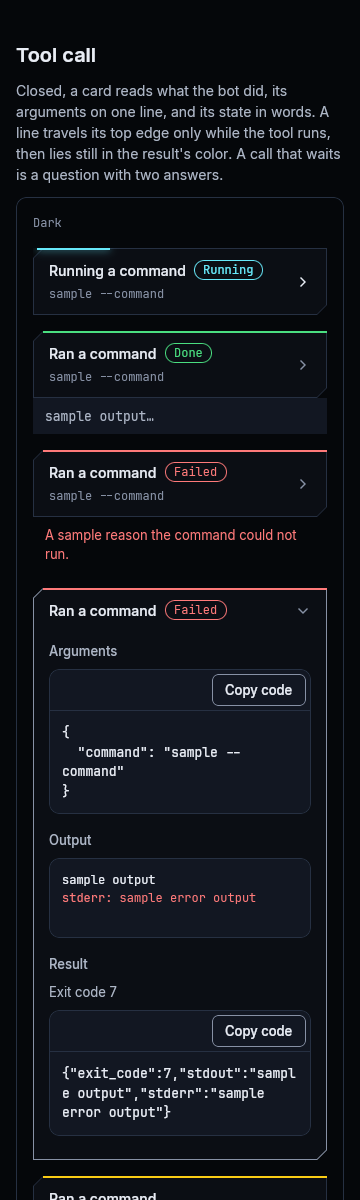 Tool call
Closed, a card reads what the bot did, its
arguments on one line, and its state in words. A
line travels its top edge only while the tool runs,
then lies still in the result's color. A call that waits
is a question with two answers.
Dark
Running a command Running
sample --command
Ran a command Done
sample --command
sample output…
Ran a command Failed
sample --command
A sample reason the command could not
run.
Ran a command Failed
Arguments
Copy code
{
"command": "sample --
command"
}
Output
sample output
stderr: sample error output
Result
Exit code 7
Copy code
{"exit_code":7,"stdout":"sampl
e output","stderr":"sample
error output"}
Ran a command